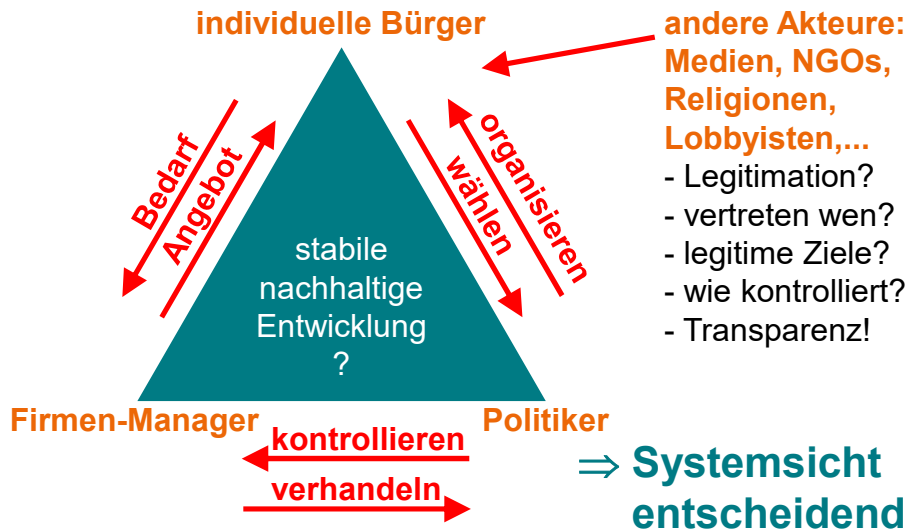 individuelle Bürger
andere Akteure:
Medien, NGOs,
Religionen,
Lobbyisten,...
- Legitimation?
- vertreten wen?
- legitime Ziele?
- wie kontrolliert?
- Transparenz!
Bedarf
Angebot
wählen
organisieren
stabile
nachhaltige
Entwicklung
?
Firmen-Manager
Politiker
kontrollieren
verhandeln
⇒ Systemsicht
entscheidend